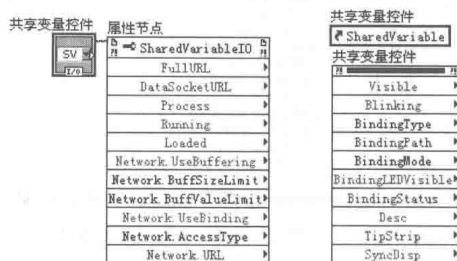 共享变量控件
SV
I/O
属性节点
SharedVariableIO
FullURL
DataSocketURL
Process
Running
Loaded
Network.UseBuffering
Network.BuffSizeLimit
Network.BuffValueLimit
Network.UseBinding
Network.AccessType
Network.URL
共享变量控件
SharedVariable
共享变量控件
Visible
Blinking
BindingType
BindingPath
BindingMode
BindingLEDVisible
BindingStatus
Desc
TipStrip
SyncDisp